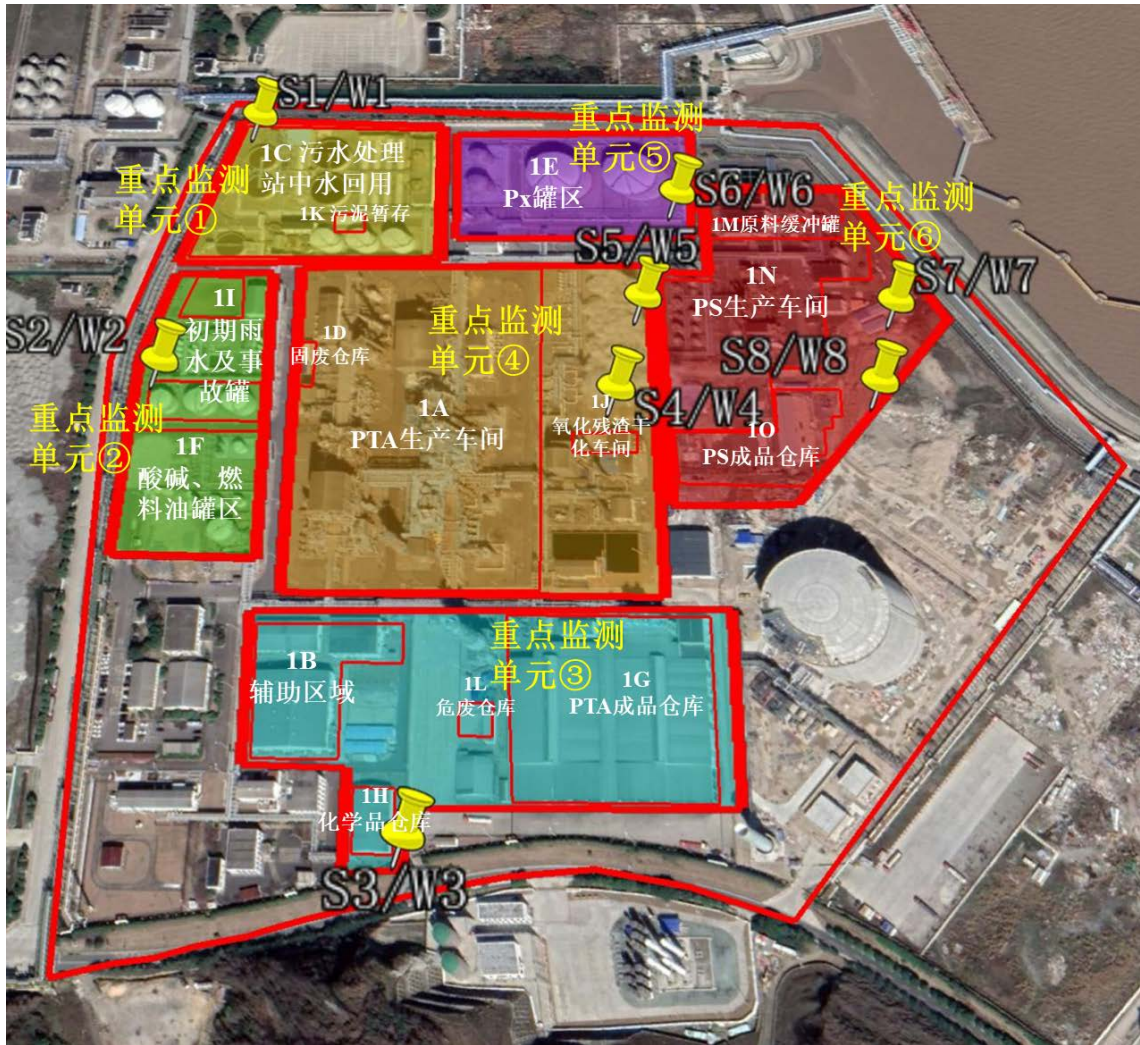 S1/W1
重点监测
单元⑤
1C 污水处理
站中水回用
1K 污泥暂存
1E
Px罐区
重点监测
单元①
S6/W6
重点监测
单元⑥
1M原料缓冲罐
S5/W5
1N
PS生产车间
S7/W7
1I
初期雨
水及事
故罐
S2/W2
1D
固废仓库
重点监测
单元④
S8/W8
重点监测
单元②
1A
PTA生产车间
1J
氧化残渣干
化车间
S4/W4
1O
PS成品仓库
1F
酸碱、燃
料油罐区
重点监测
单元③
1B
辅助区域
1L
危废仓库
1G
PTA成品仓库
1H
化学品仓库
S3/W3